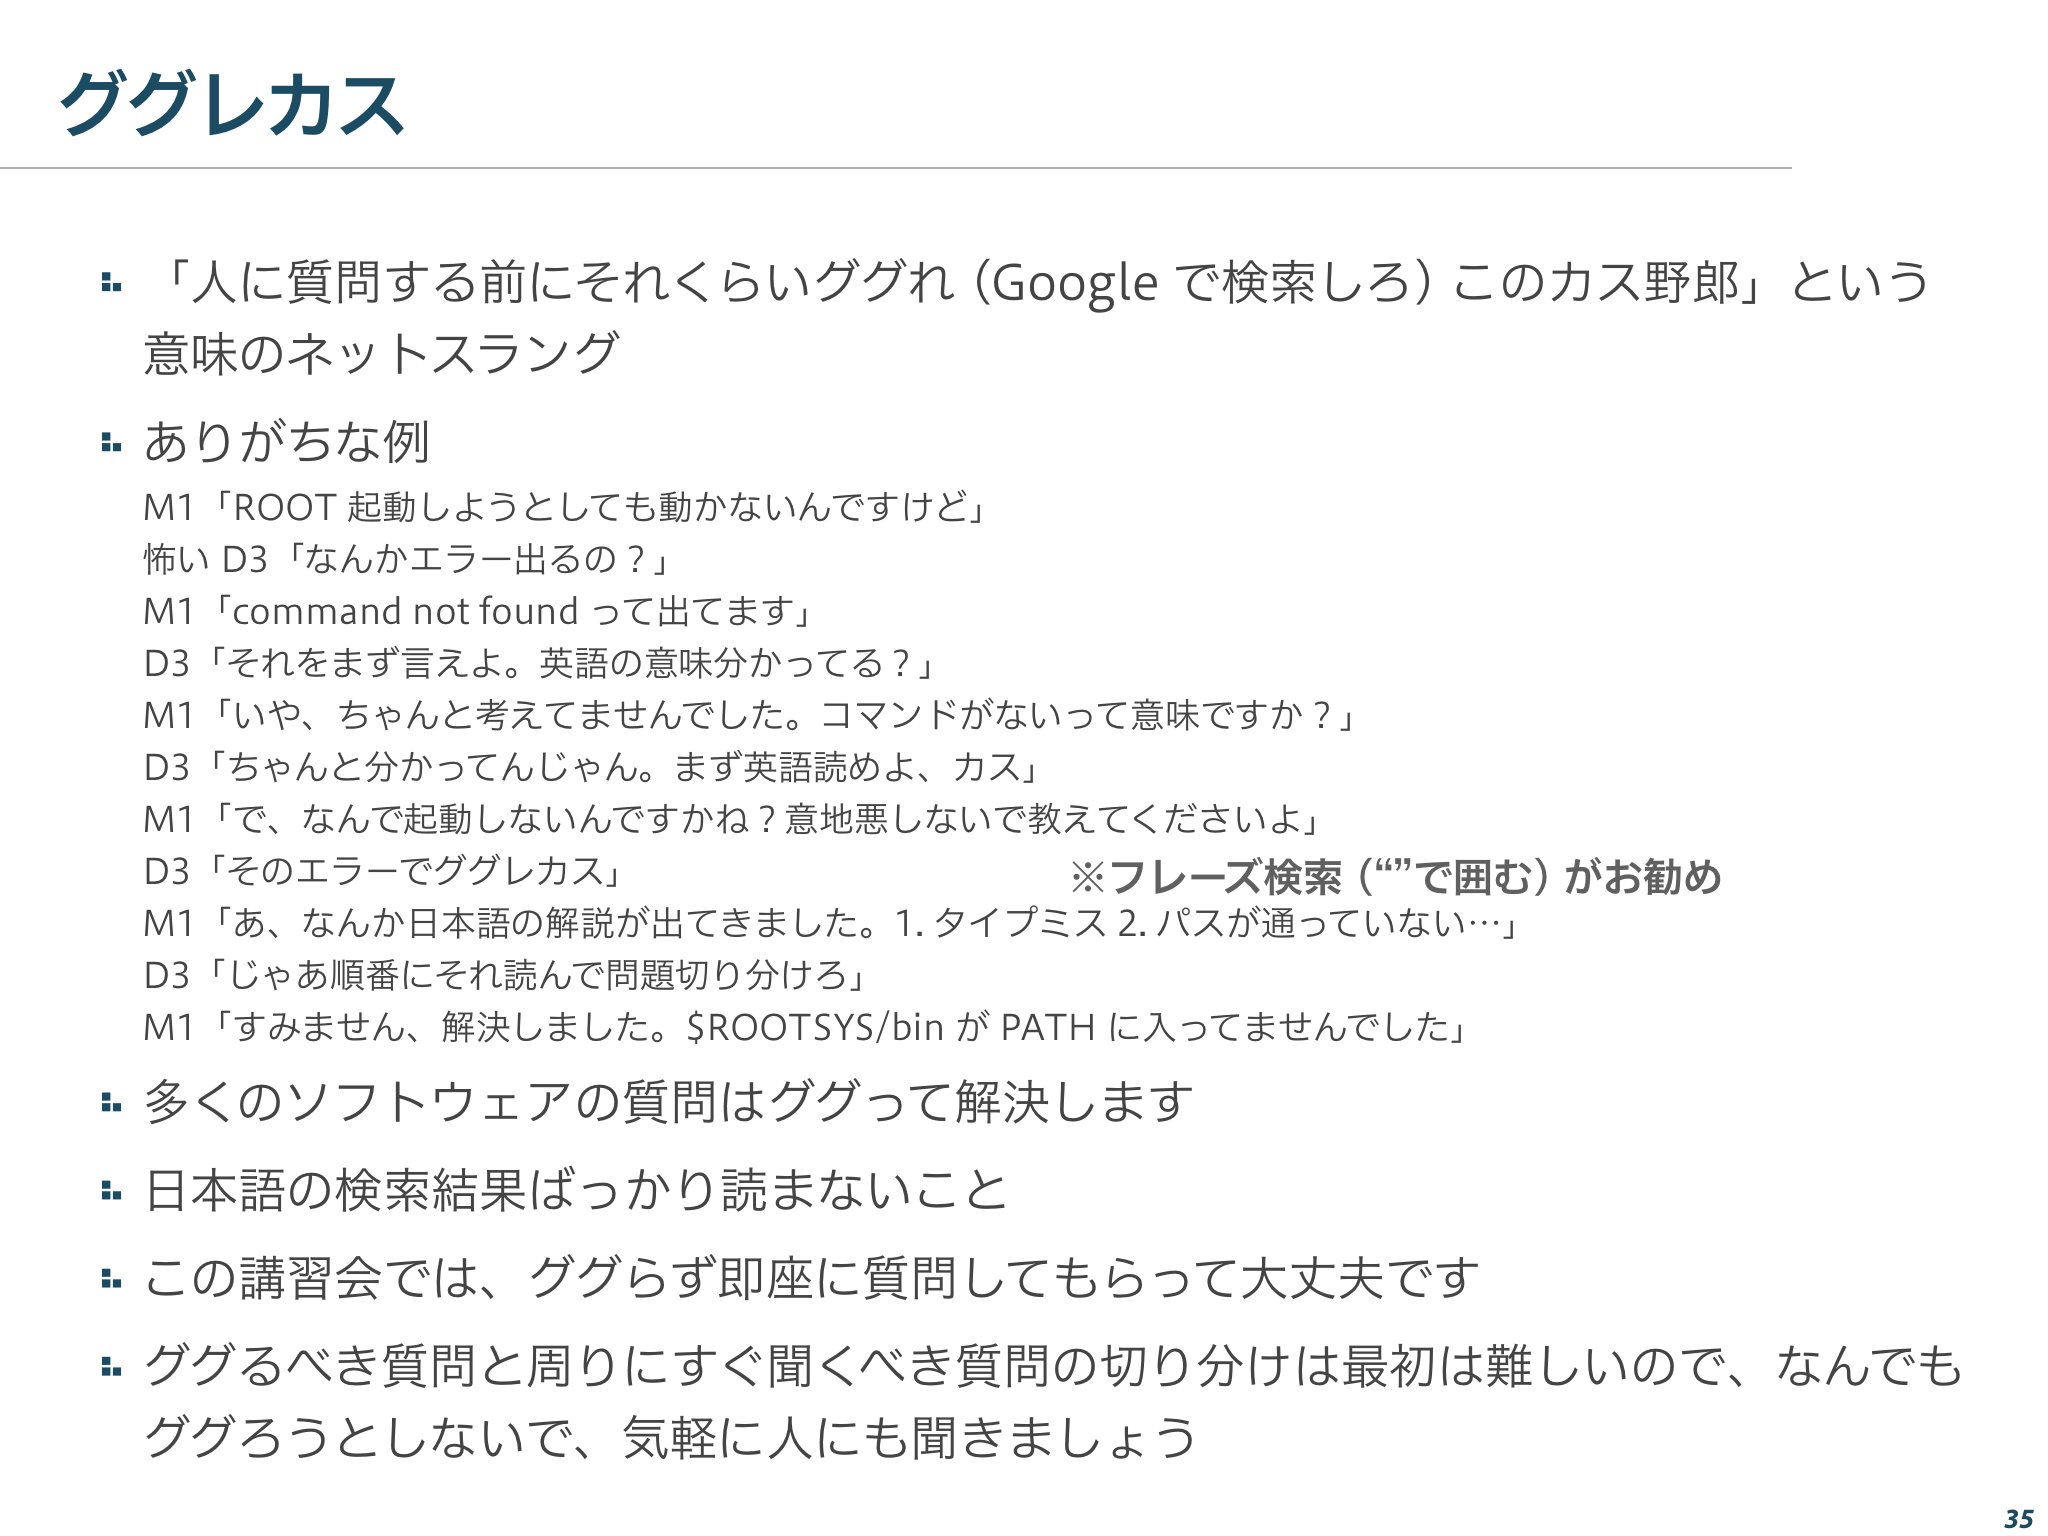 ググレカス
「人に質問する前にそれくらいググれ（Google で検索しろ）このカス野郎」という
意味のネットスラング
ありがちな例
M1「ROOT 起動しようとしても動かないんですけど」
怖い D3「なんかエラー出るの？」
M1「command not found って出てます」
D3「それをまず言えよ。英語の意味分かってる？」
M1「いや、ちゃんと考えてませんでした。コマンドがないって意味ですか？」
D3「ちゃんと分かってんじゃん。まず英語読めよ、カス」
M1「で、なんで起動しないんですかね？意地悪しないで教えてくださいよ」
D3「そのエラーでググレカス」
※フレーズ検索（“”で囲む）がお勧め
M1「あ、なんか日本語の解説が出てきました。1. タイプミス 2. パスが通っていない…」
D3「じゃあ順番にそれ読んで問題切り分けろ」
M1「すみません、解決しました。$ROOTSYS/bin が PATH に入ってませんでした」
多くのソフトウェアの質問はググって解決します
日本語の検索結果ばっかり読まないこと
この講習会では、ググらず即座に質問してもらって大丈夫です
ググるべき質問と周りにすぐ聞くべき質問の切り分けは最初は難しいので、なんでも
ググろうとしないで、気軽に人にも聞きましょう
35